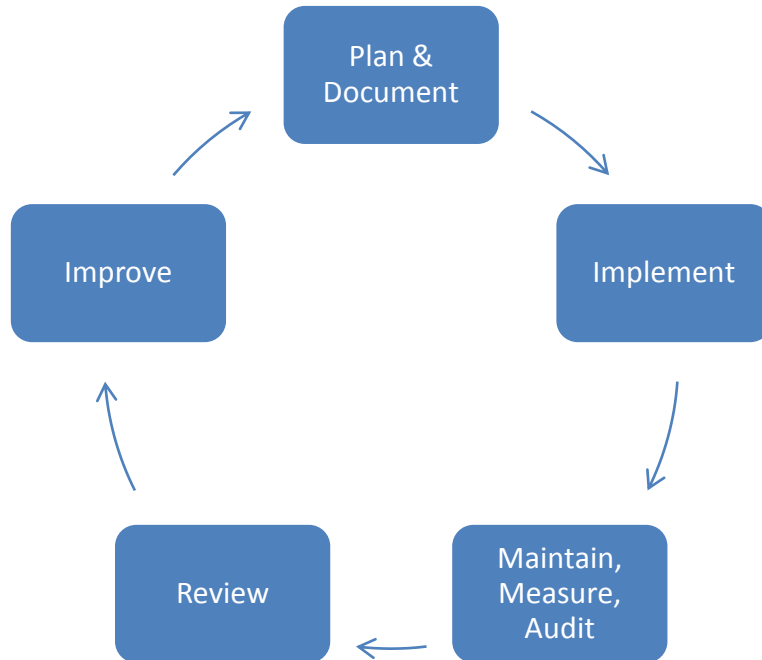 Plan &
Document
Implement
Maintain,
Measure,
Audit
Review
Improve